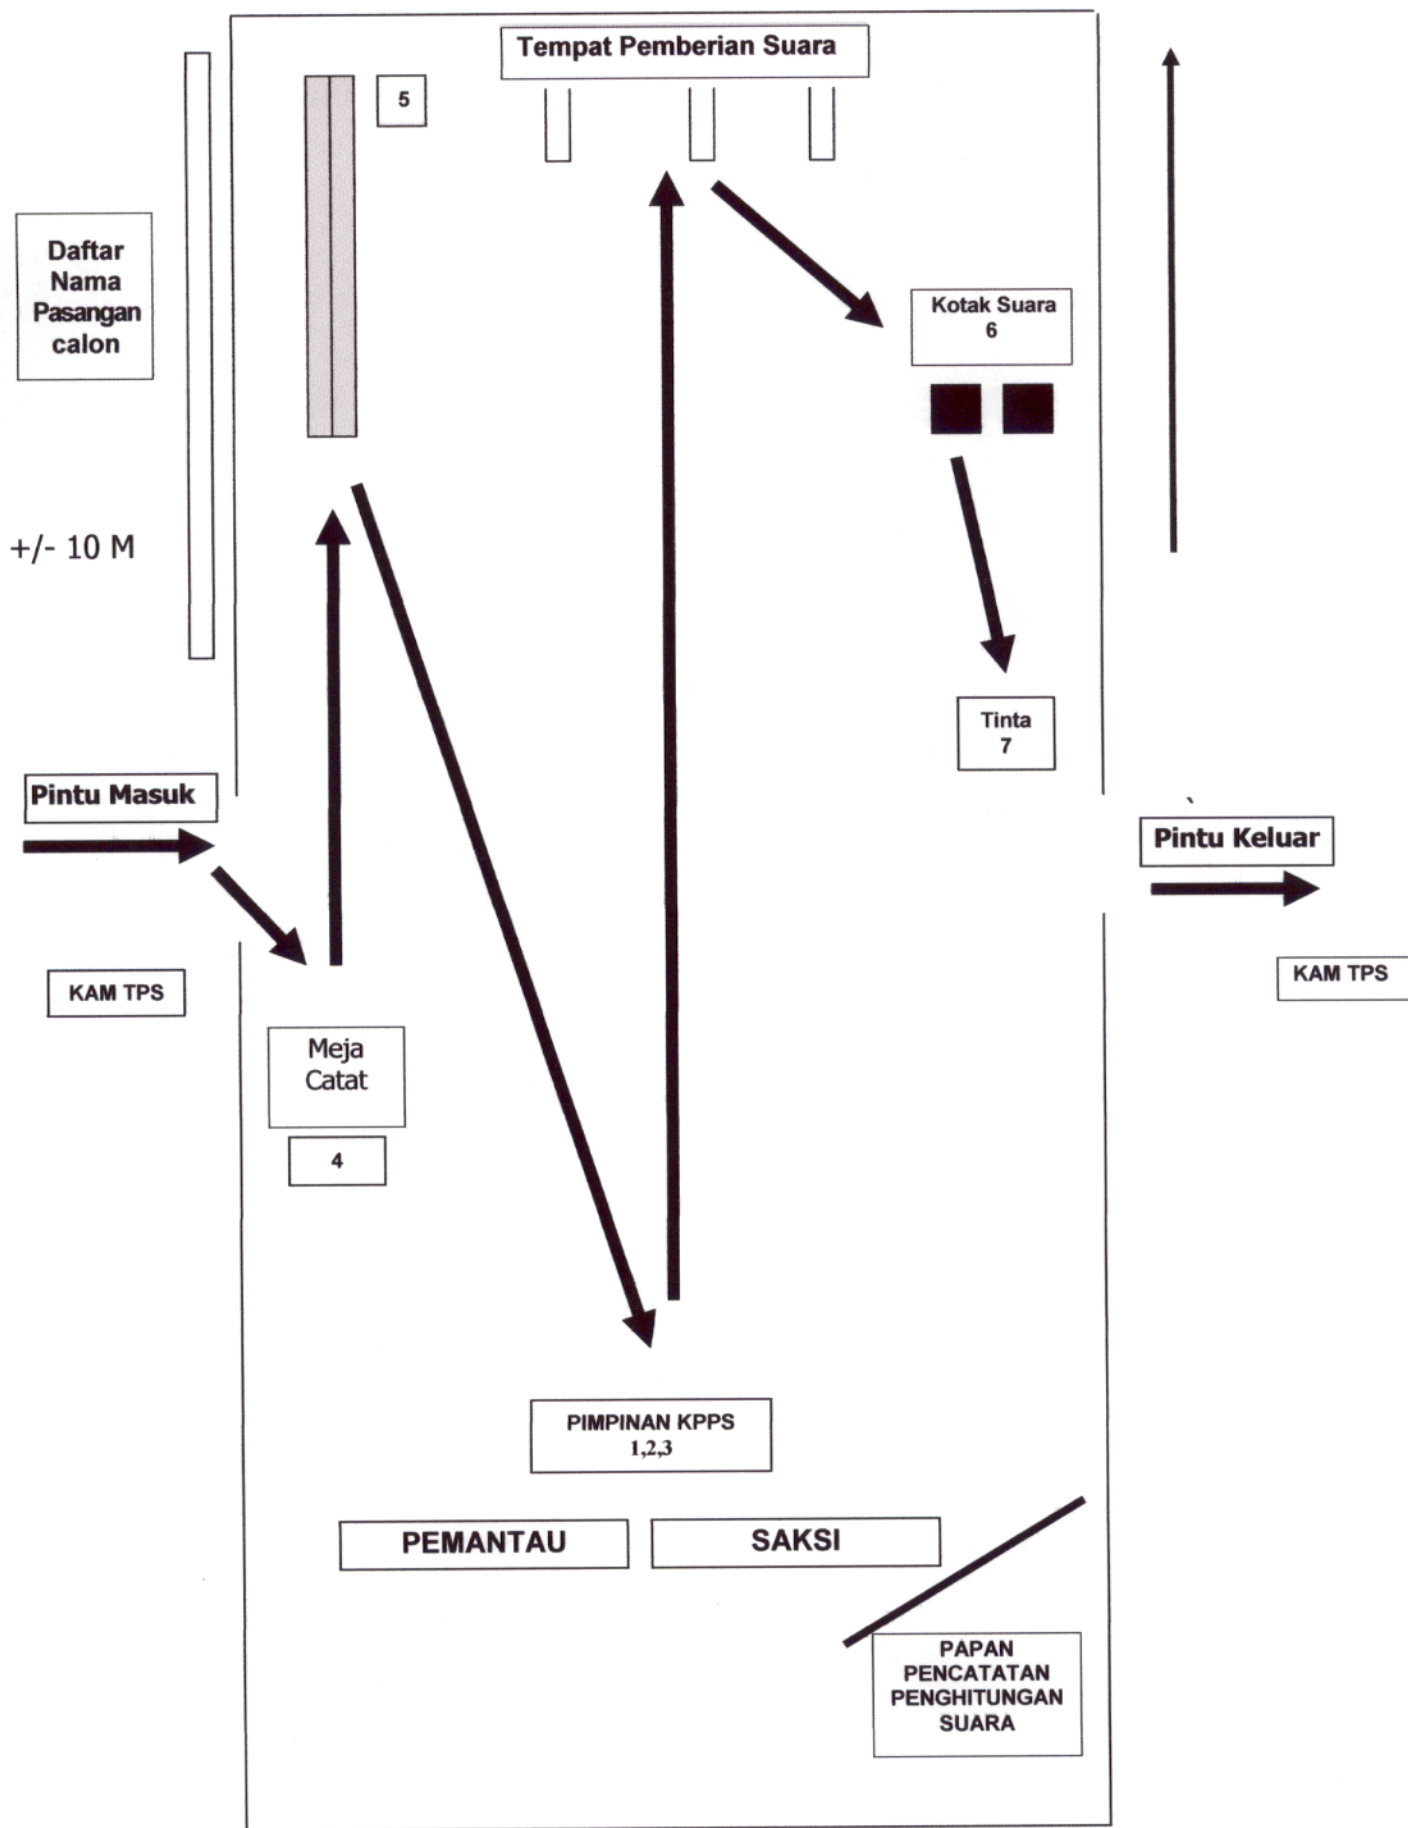 Tempat Pemberian Suara
5
Daftar
Nama
Pasangan
calon
Kotak Suara
6
+/- 10 M
Tinta
7
Pintu Masuk
`
Pintu Keluar
KAM TPS
KAM TPS
Meja
Catat
4
PIMPINAN KPPS
1,2,3
PEMANTAU
SAKSI
PAPAN
PENCATATAN
PENGHITUNGAN
SUARA